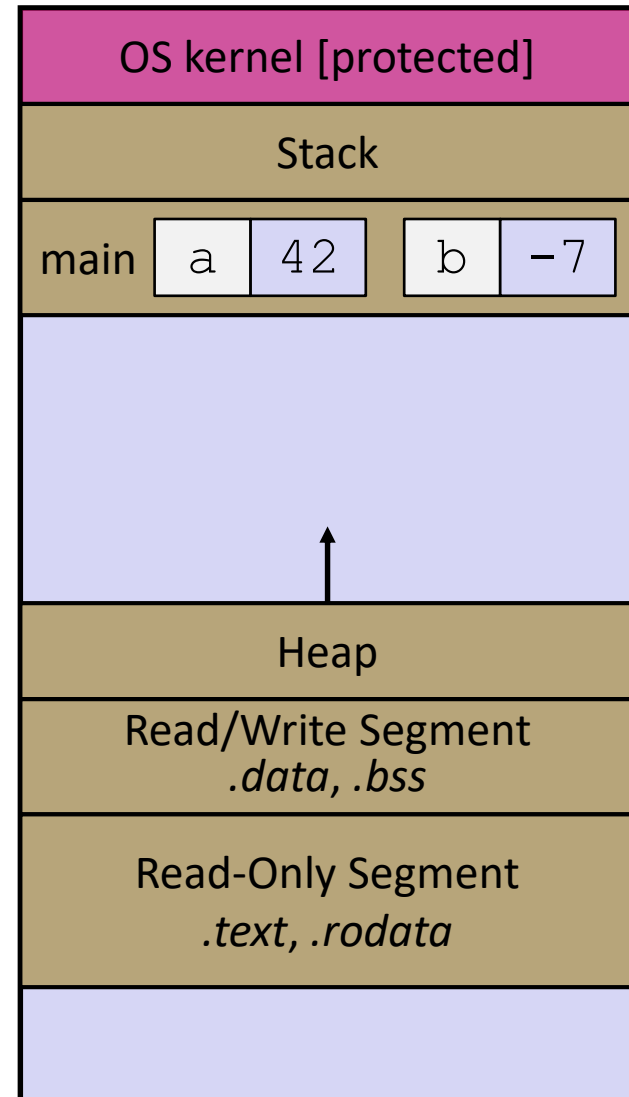 OS kernel [protected]
Stack
main a 42 b -7
Heap
Read/Write Segment
.data, .bss
Read-Only Segment
.text, .rodata